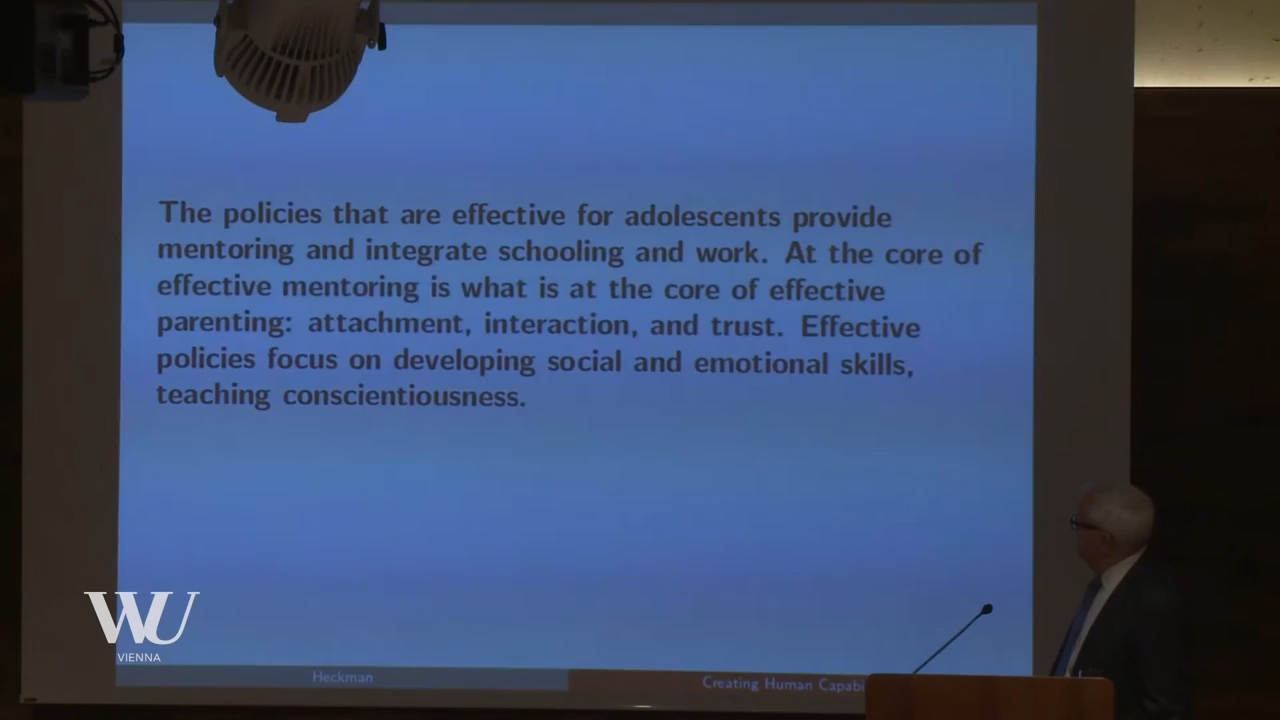 The policies that are effective for adolescents provide
mentoring and integrate schooling and work. At the core of
effective mentoring is what is at the core of effective
parenting: attachment, interaction, and trust. Effective
policies focus on developing social and emotional skills,
teaching conscientiousness.
WU
VIENNA
Heckman
Creating Human Capabi